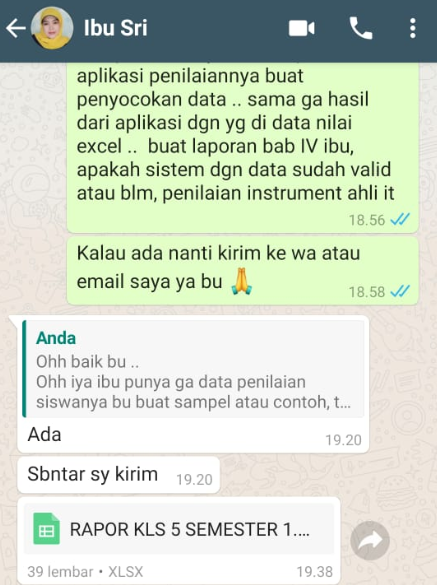 Ibu Sri
aplikasi penilaiannya buat
penyocokan data .. sama ga hasil
dari aplikasi dgn yg di data nilai
excel .. buat laporan bab IV ibu,
apakah sistem dgn data sudah valid
atau blm, penilaian instrument ahli it
18.56
Kalau ada nanti kirim ke wa atau
email saya ya bu 🙏
18.58
Anda
Ohh baik bu ..
Ohh iya ibu punya ga data penilaian
siswanya bu buat sampel atau contoh, t...
Ada
19.20
Sbntar sy kirim
19.20
RAPOR KLS 5 SEMESTER 1....
39 lembar • XLSX
19.38